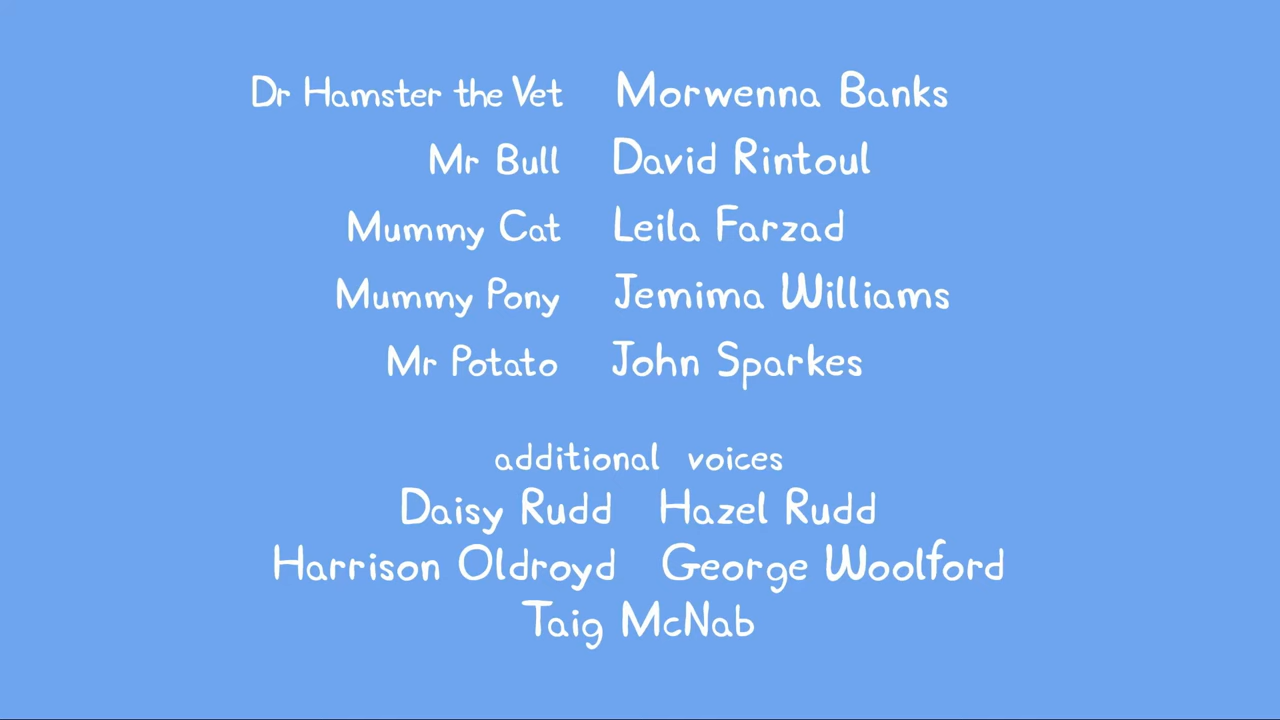 Dr Hamster the Vet Morwenna Banks
Mr Bull David Rintoul
Mummy Cat Leila Farzad
Mummy Pony Jemima Williams
Mr Potato John Sparkes
additional voices
Daisy Rudd Hazel Rudd
Harrison Oldroyd George Woolford
Taig McNab